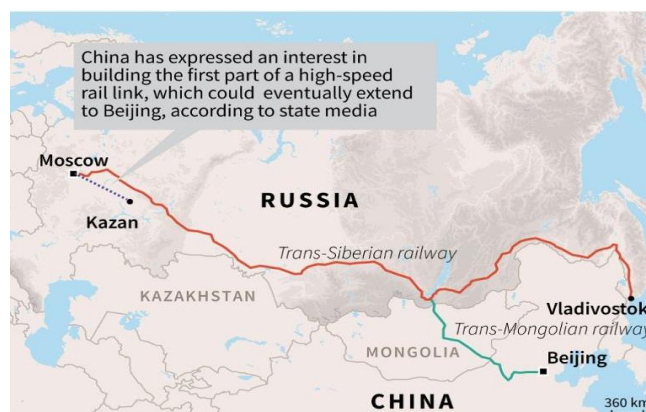 China has expressed an interest in
building the first part of a high-speed
rail link, which could eventually extend
to Beijing, according to state media
Moscow
Kazan
RUSSIA
Trans-Siberian railway
KAZAKHSTAN
Vladivostok
Trans-Mongolian railway
MONGOLIA
Beijing
CHINA
360 km